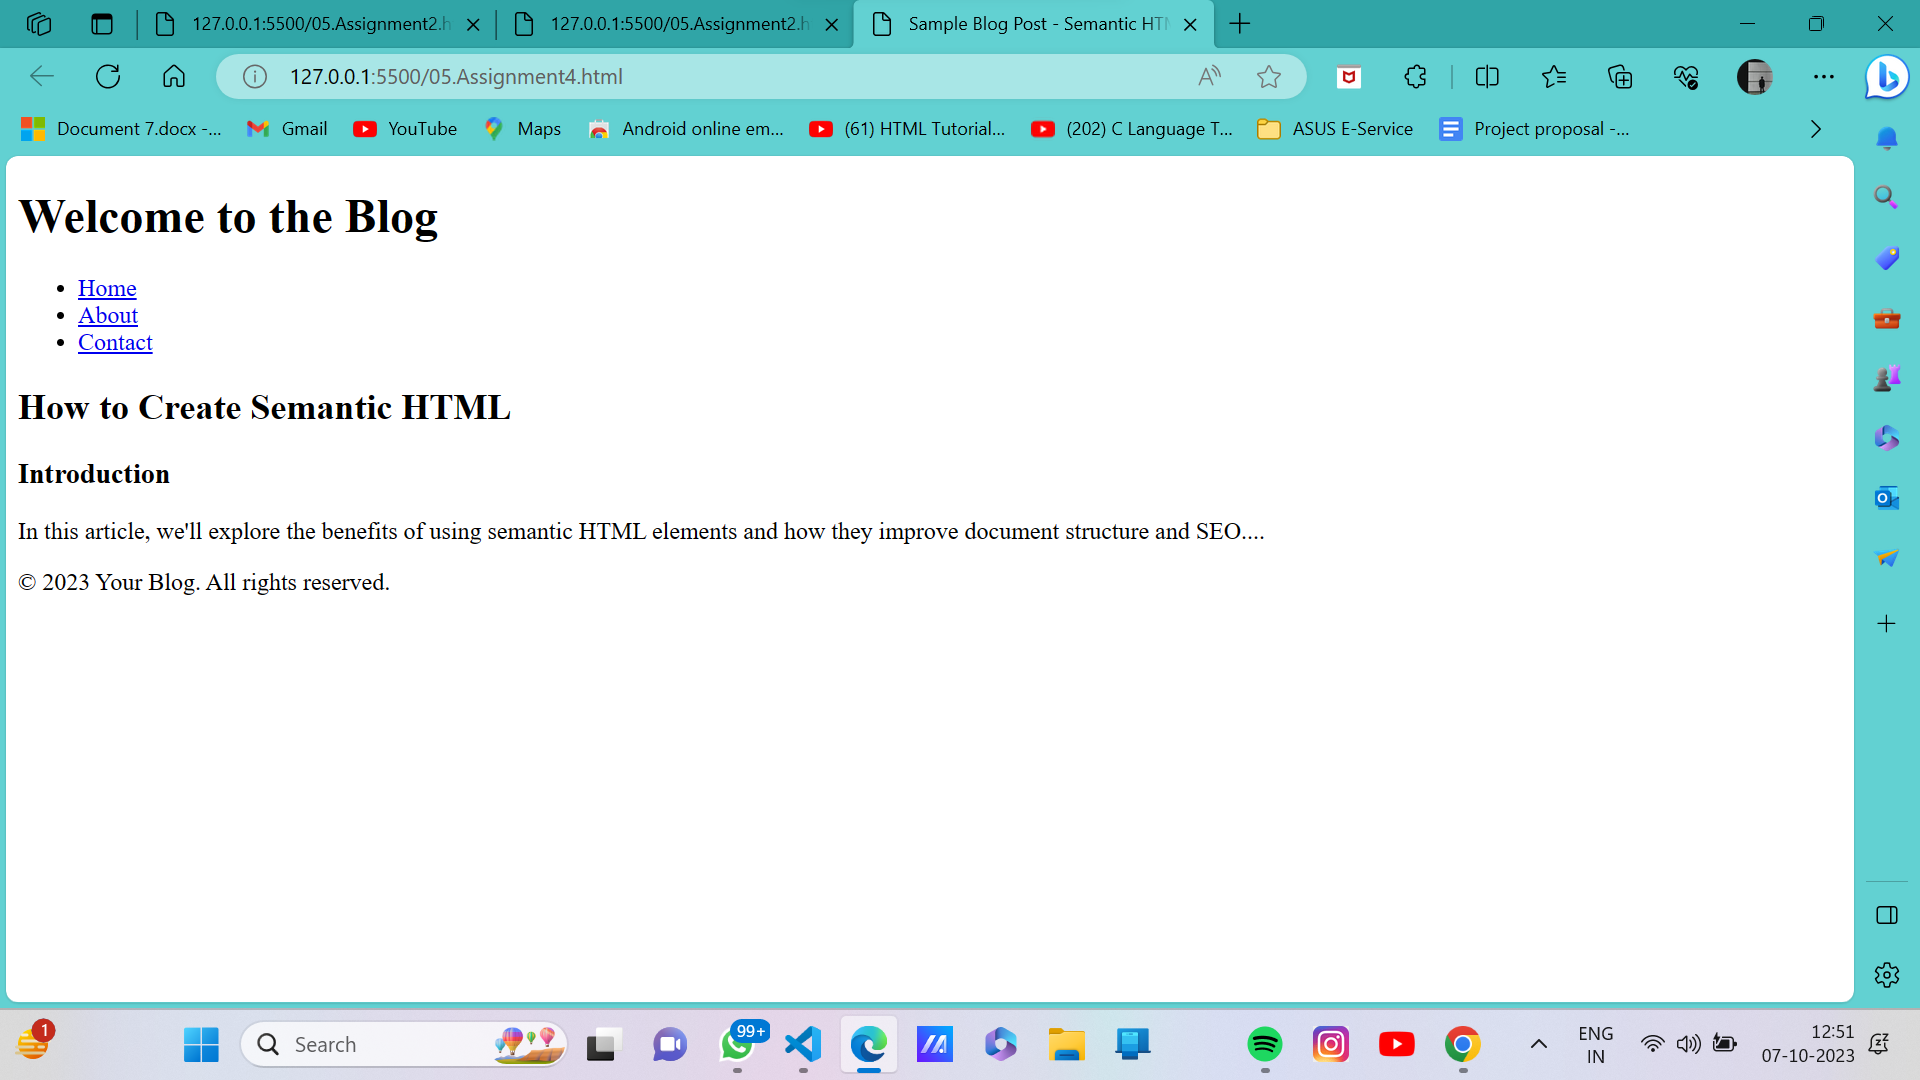 127.0.0.1:5500/05.Assignment2.h
127.0.0.1:5500/05.Assignment2.h
Sample Blog Post - Semantic HTM
127.0.0.1:5500/05.Assignment4.html
Document 7.docx -...
Gmail
YouTube
Maps
Android online em...
(61) HTML Tutorial...
(202) C Language T...
ASUS E-Service
Project proposal -...
Welcome to the Blog
• Home
• About
• Contact
How to Create Semantic HTML
Introduction
In this article, we'll explore the benefits of using semantic HTML elements and how they improve document structure and SEO....
© 2023 Your Blog. All rights reserved.
1
Search
99+
ENG
IN
12:51
07-10-2023